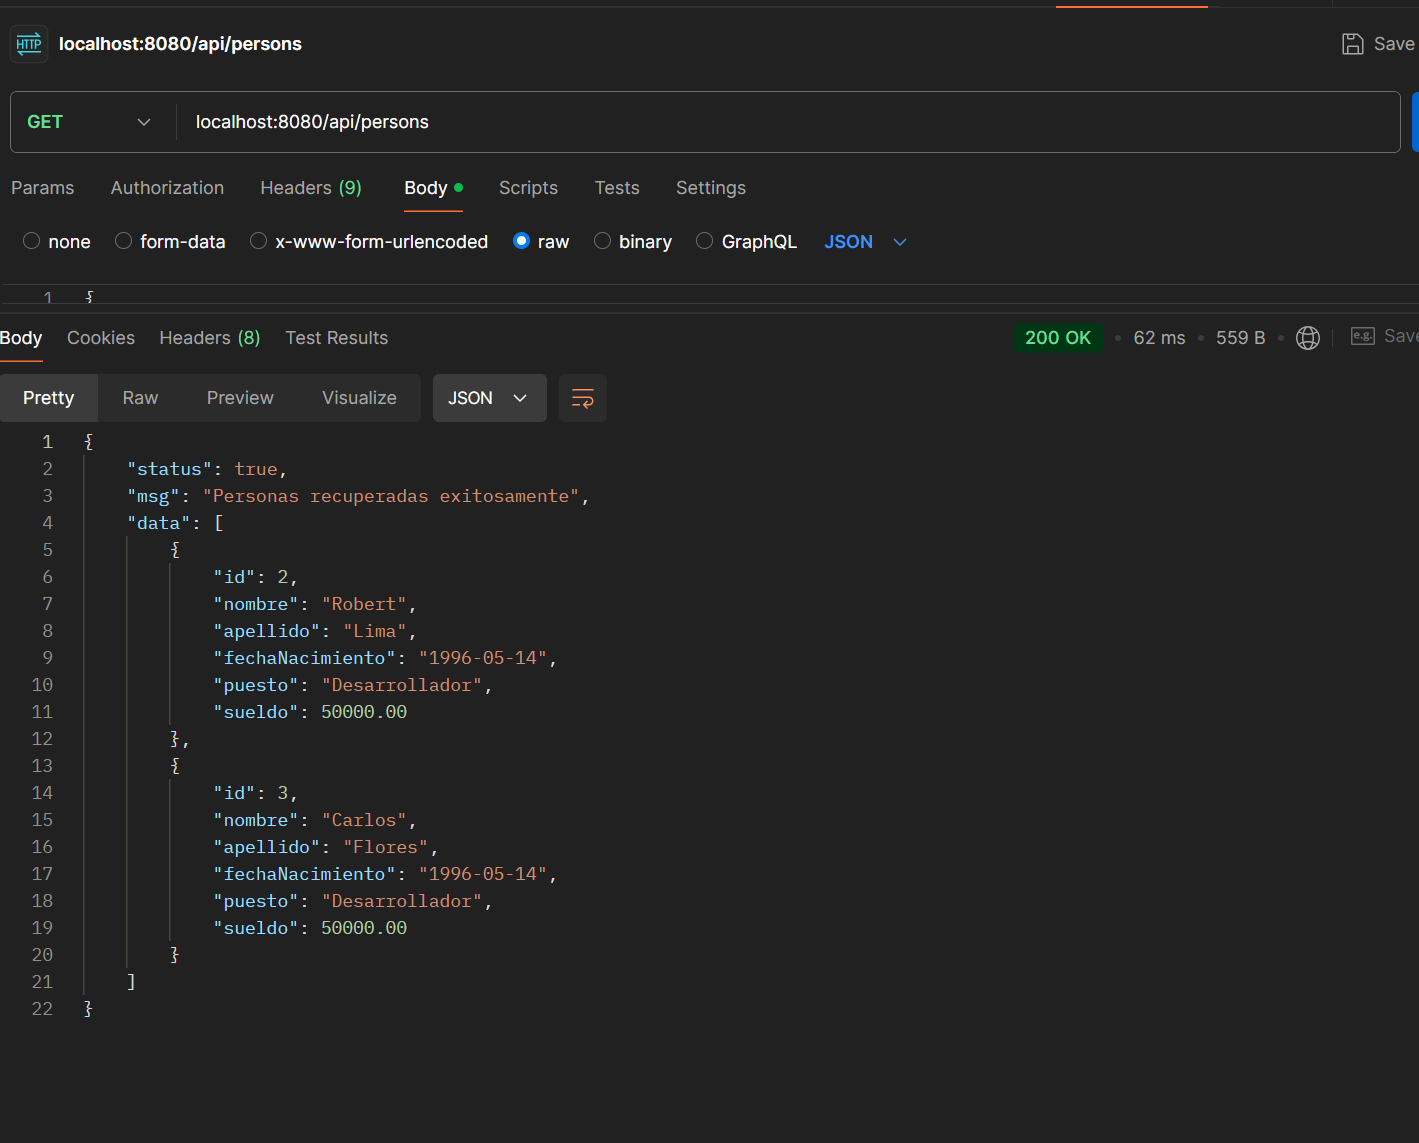 HTTP localhost:8080/api/persons Save
GET localhost:8080/api/persons
Params Authorization Headers (9) Body Scripts Tests Settings
none form-data x-www-form-urlencoded raw binary GraphQL JSON
1 {
Body Cookies Headers (8) Test Results 200 OK 62 ms 559 B e.g. Save
Pretty Raw Preview Visualize JSON
1 {
2 "status": true,
3 "msg": "Personas recuperadas exitosamente",
4 "data": [
5 {
6 "id": 2,
7 "nombre": "Robert",
8 "apellido": "Lima",
9 "fechaNacimiento": "1996-05-14",
10 "puesto": "Desarrollador",
11 "sueldo": 50000.00
12 },
13 {
14 "id": 3,
15 "nombre": "Carlos",
16 "apellido": "Flores",
17 "fechaNacimiento": "1996-05-14",
18 "puesto": "Desarrollador",
19 "sueldo": 50000.00
20 }
21 ]
22 }